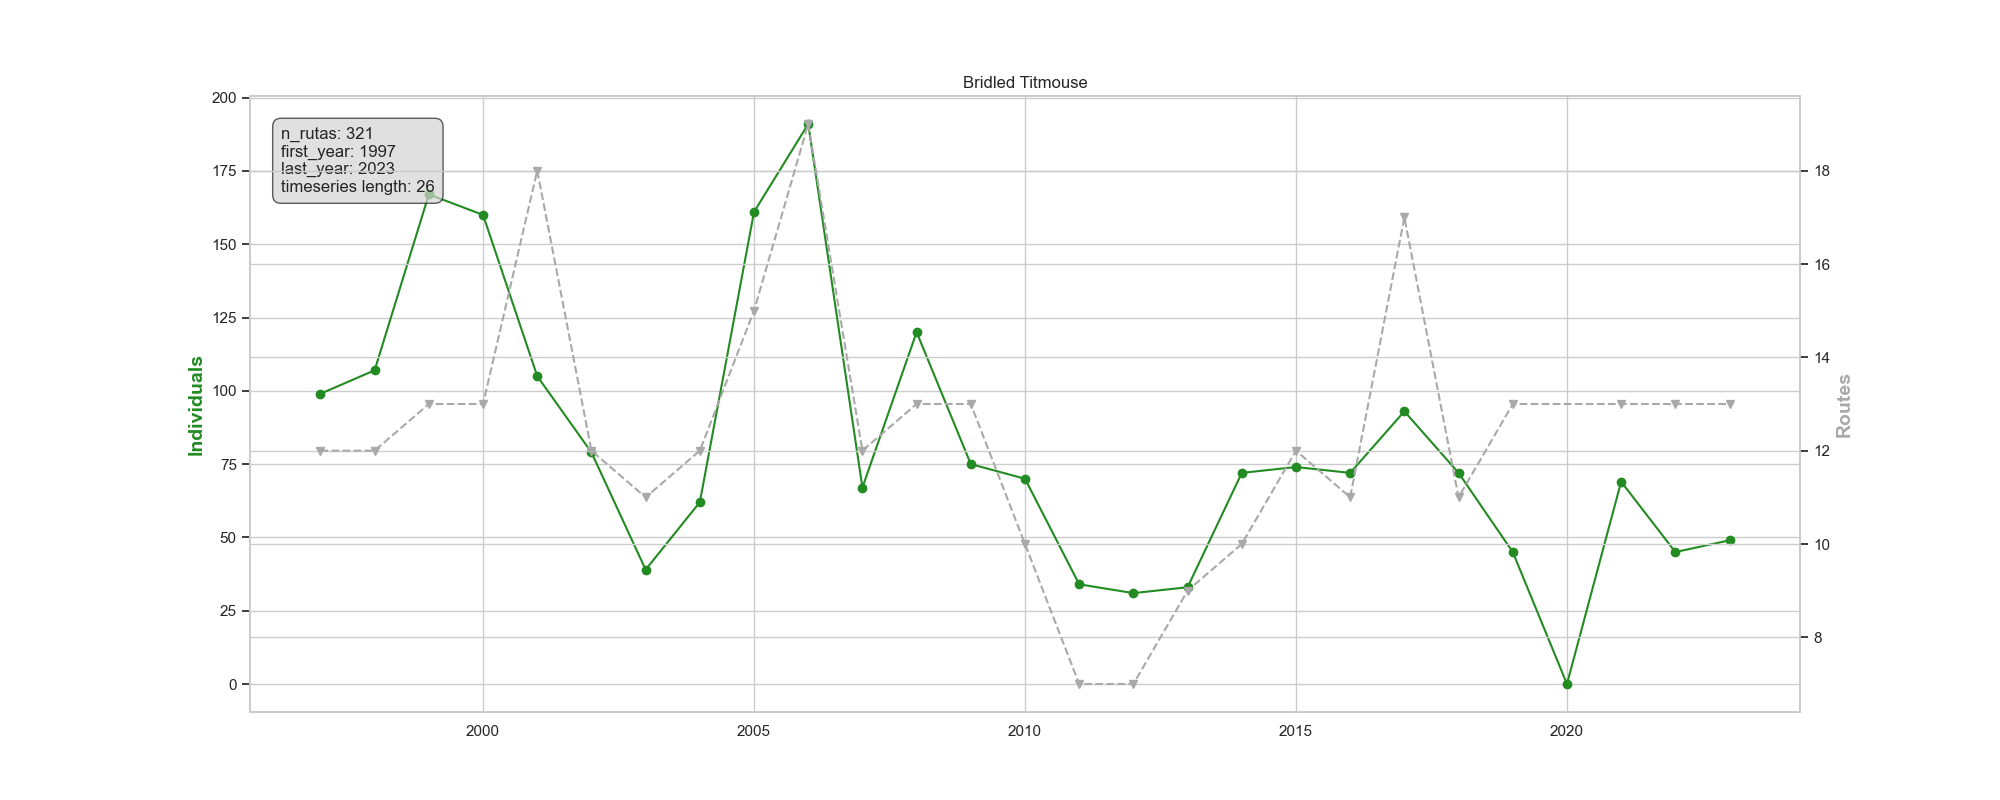 Bridled Titmouse
n_rutas: 321
first_year: 1997
last_year: 2023
timeseries length: 26
Individuals
200
175
150
125
100
75
50
25
0
18
16
14
12
10
8
Routes
2000 2005 2010 2015 2020